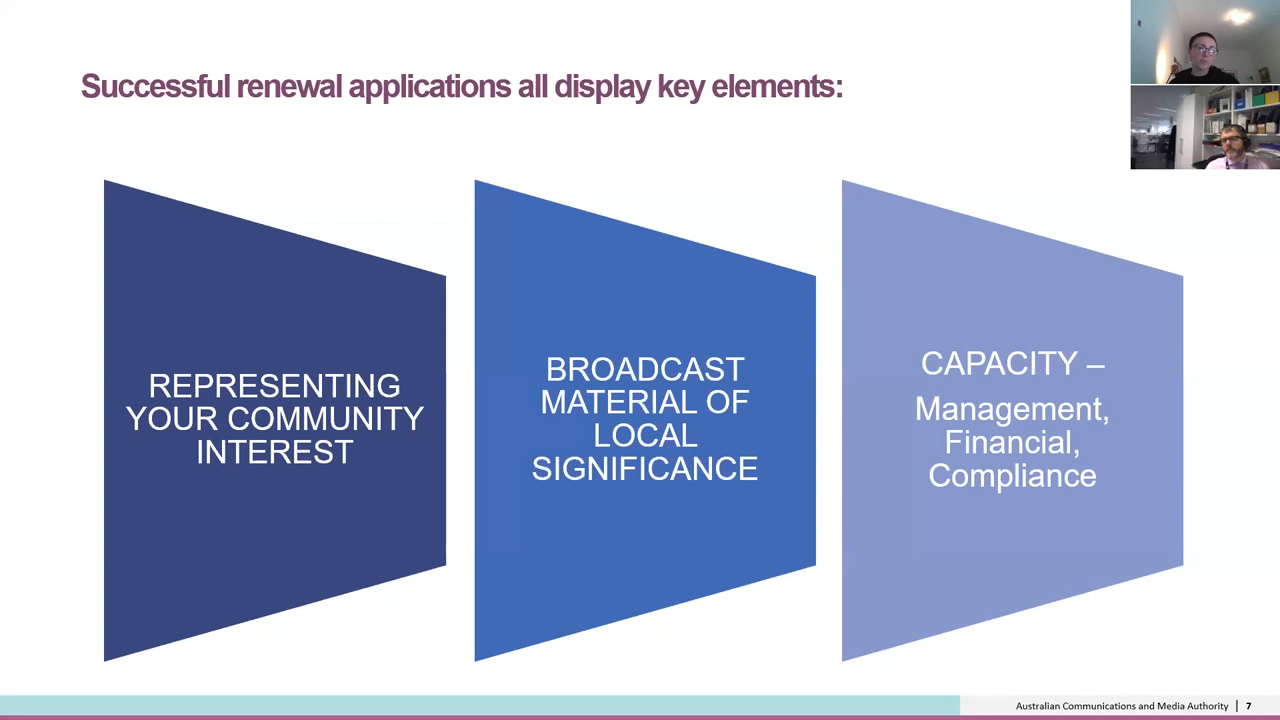 Successful renewal applications all display key elements:
REPRESENTING
YOUR COMMUNITY
INTEREST
BROADCAST
MATERIAL OF
LOCAL
SIGNIFICANCE
CAPACITY –
Management,
Financial,
Compliance
Australian Communications and Media Authority | 7